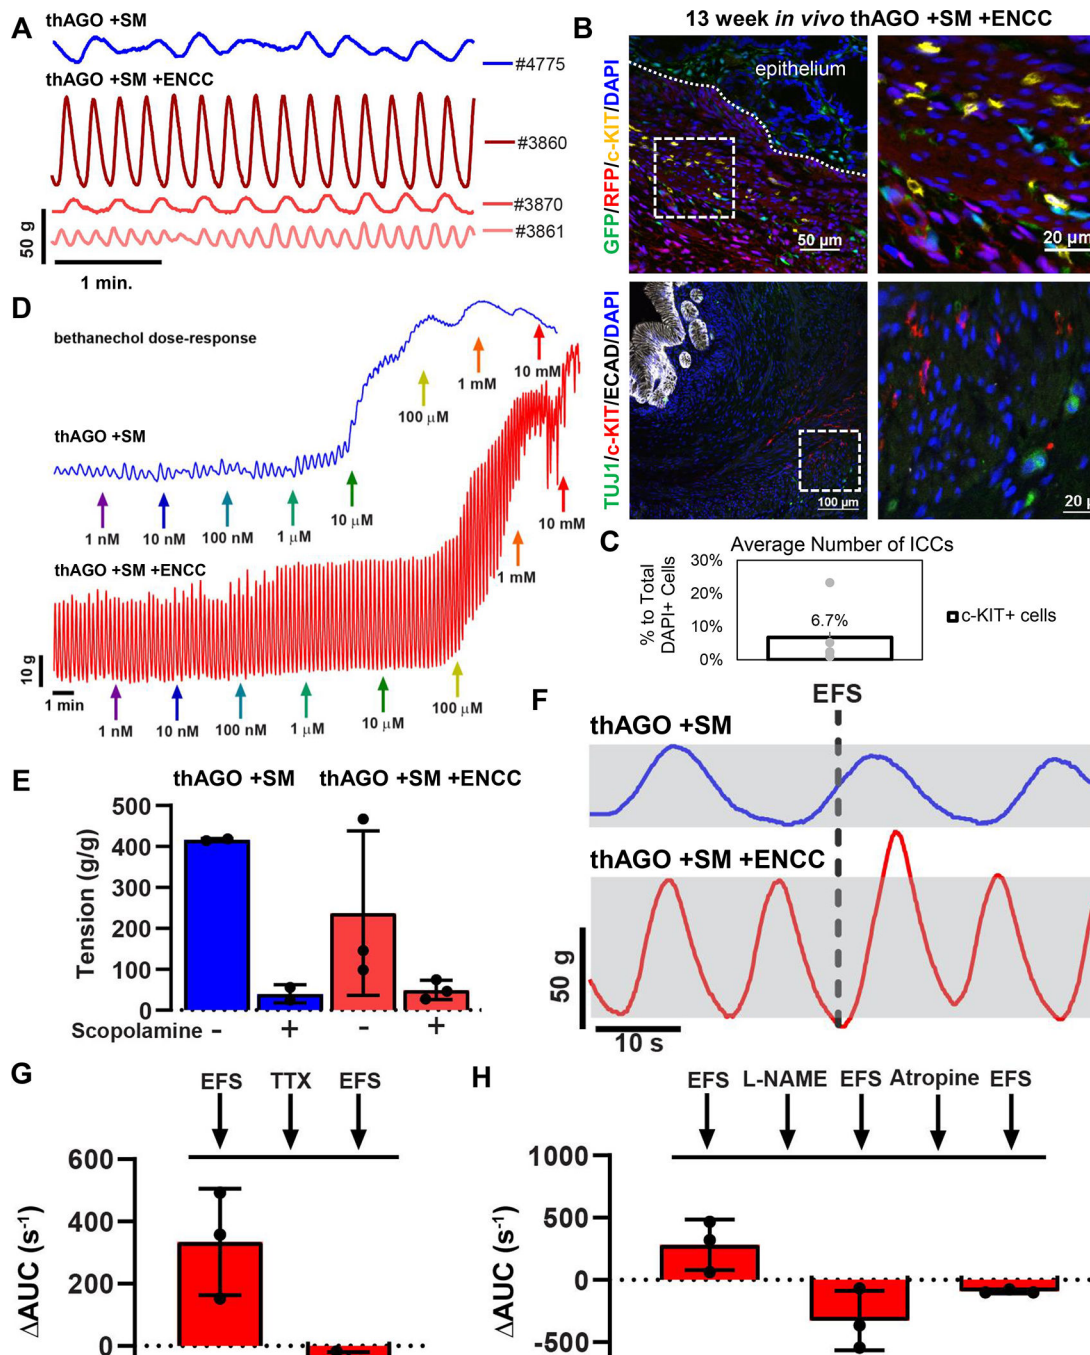 A
thAGO +SM
#4775
thAGO +SM +ENCC
#3860
#3870
#3861
50 g
1 min.
B
13 week in vivo thAGO +SM +ENCC
GFP/RFP/c-KIT/DAPI
epithelium
50 µm
20 µm
TUJ1/c-KIT/ECAD/DAPI
100 µm
20 µ
C
Average Number of ICCs
% to Total
DAPI+ Cells
30%
20%
10%
0%
6.7%
c-KIT+ cells
D
bethanechol dose-response
thAGO +SM
1 nM
10 nM
100 nM
1 µM
10 µM
100 µM
1 mM
10 mM
thAGO +SM +ENCC
10 g
1 min
1 nM
10 nM
100 nM
1 µM
10 µM
100 µM
1 mM
10 mM
E
thAGO +SM
thAGO +SM +ENCC
Tension (g/g)
500
400
300
200
100
0
Scopolamine - + - +
F
EFS
thAGO +SM
thAGO +SM +ENCC
50 g
10 s
G
EFS TTX EFS
ΔAUC (s⁻¹)
600
400
200
0
H
EFS L-NAME EFS Atropine EFS
ΔAUC (s⁻¹)
1000
500
0
-500